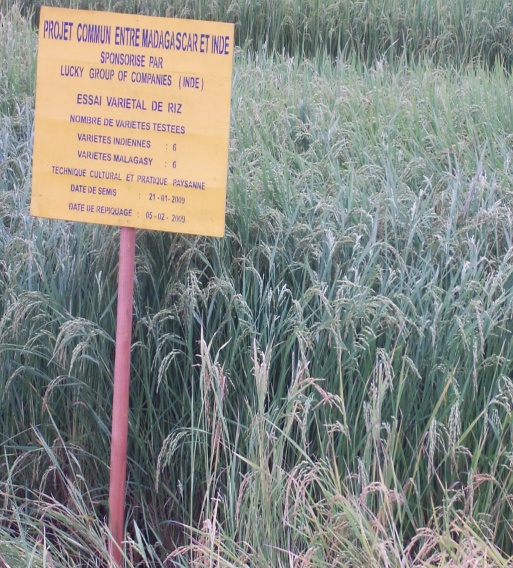 PROJET COMMUN ENTRE MADAGASCAR ET INDE
SPONSORISE PAR
LUCKY GROUP OF COMPANIES (INDE)
ESSAI VARIETAL DE RIZ
NOMBRE DE VARIETES TESTEES
VARIETES INDIENNES : 6
VARIETES MALAGASY : 6
TECHNIQUE CULTURAL ET PRATIQUE PAYSANNE
DATE DE SEMIS : 21-01-2009
DATE DE REPIQUAGE : 05-02-2009